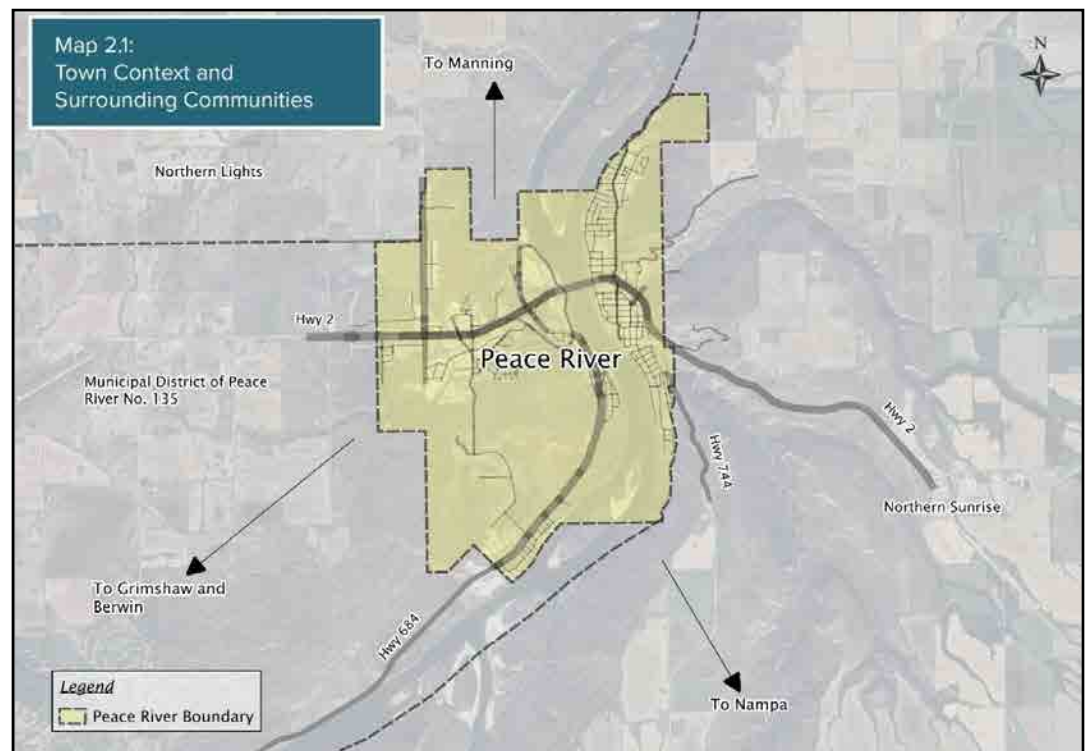 Map 2.1:
Town Context and
Surrounding Communities
N
To Manning
Northern Lights
Hwy 2
Peace River
Municipal District of Peace
River No. 135
Hwy 2
Hwy 744
Northern Sunrise
To Grimshaw and
Berwin
Hwy 684
To Nampa
Legend
Peace River Boundary